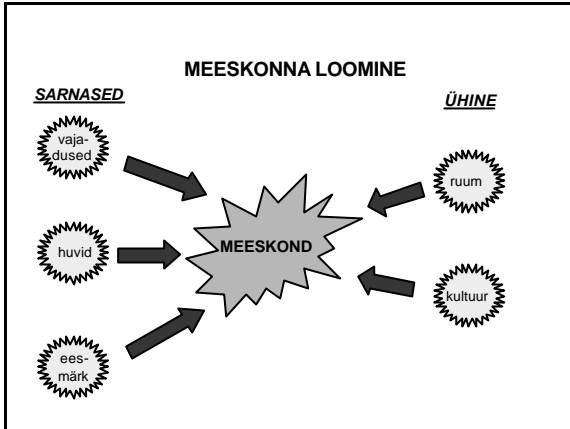 MEESKONNA LOOMINE
SARNASED
vaja-
dused
huvid
ees-
märk
MEESKOND
ÜHINE
ruum
kultuur